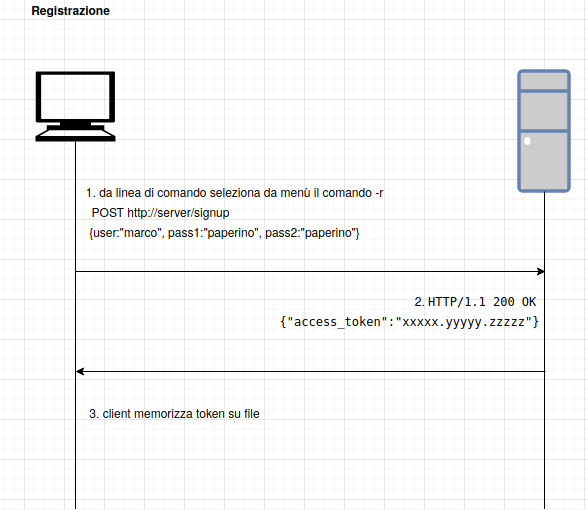 Registrazione
1. da linea di comando seleziona da menù il comando -r
POST http://server/signup
{user:"marco", pass1:"paperino", pass2:"paperino"}
2. HTTP/1.1 200 OK
{"access_token":"xxxxx.yyyyy.zzzzz"}
3. client memorizza token su file